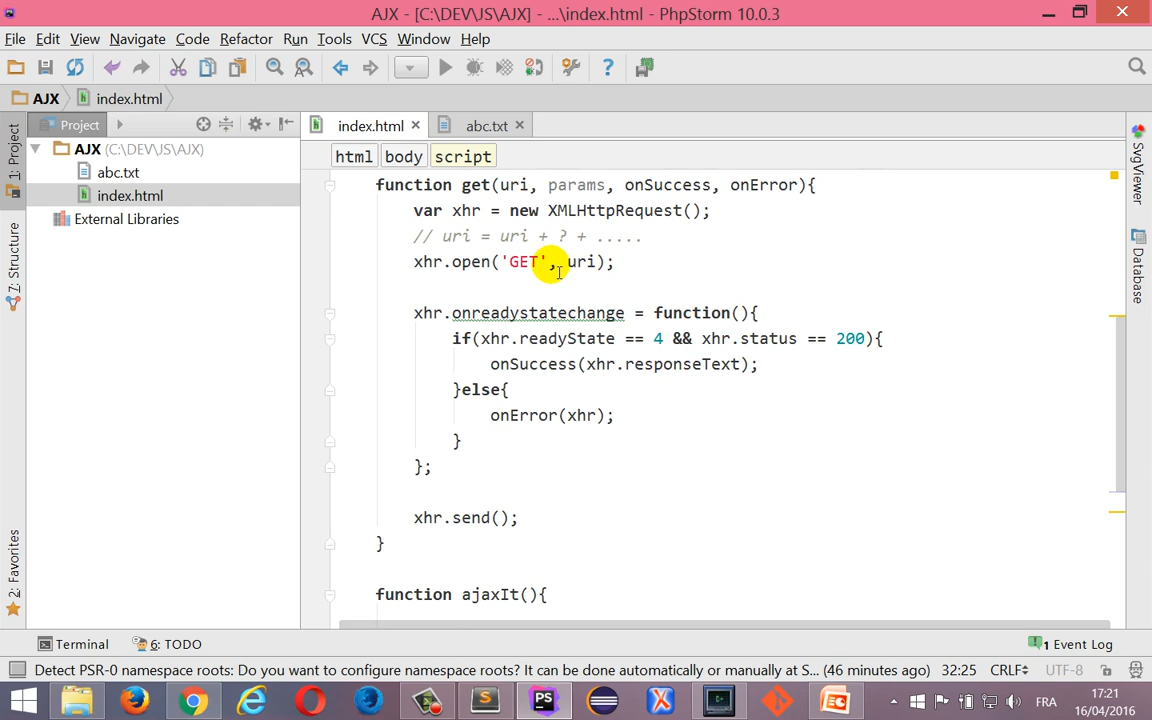 AJX - [C:\DEV\JS\AJX] - ...\index.html - PhpStorm 10.0.3
File Edit View Navigate Code Refactor Run Tools VCS Window Help
AJX index.html
1: Project
7: Structure
2: Favorites
Project
AJX (C:\DEV\JS\AJX)
abc.txt
index.html
External Libraries
index.html abc.txt
html body script
function get(uri, params, onSuccess, onError){
var xhr = new XMLHttpRequest();
// uri = uri + ? + .....
xhr.open('GET', uri);
xhr.onreadystatechange = function(){
if(xhr.readyState == 4 && xhr.status == 200){
onSuccess(xhr.responseText);
}else{
onError(xhr);
}
};
xhr.send();
}
function ajaxIt(){
SvgViewer
Database
Terminal 6: TODO 1 Event Log
Detect PSR-0 namespace roots: Do you want to configure namespace roots? It can be done automatically or manually at S... (46 minutes ago) 32:25 CRLF UTF-8
FRA
17:21
16/04/2016